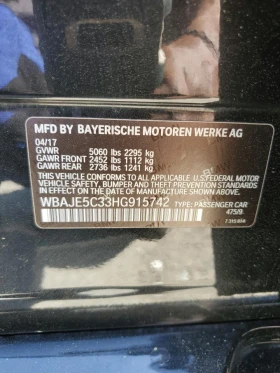 MFD BY BAYERISCHE MOTOREN WERKE AG
04/17
GVWR 5060 lbs 2295 kg
GAWR FRONT 2452 lbs 1112 kg
GAWR REAR 2736 lbs 1241 kg
THIS VEHICLE CONFORMS TO ALL APPLICABLE FEDERAL MOTOR VEHICLE
SAFETY, BUMPER, AND THEFT PREVENTION STANDARDS
IN EFFECT ON THE DATE OF MANUFACTURE SHOWN ABOVE.
WBAJE5C33HG915742 TYPE: PASSENGER CAR
475/9